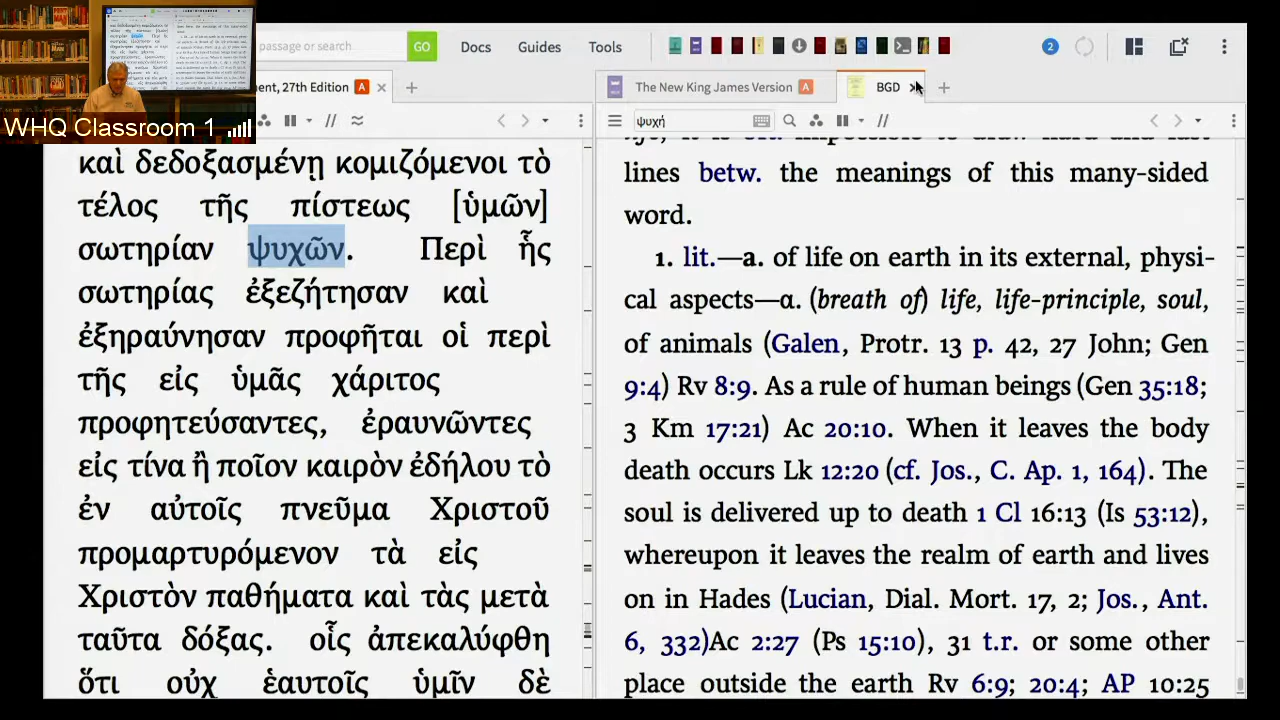 WHQ Classroom 1
passage or search
GO
Docs
Guides
Tools
2
ment, 27th Edition A
The New King James Version A
BGD
ψυχή
καὶ δεδοξασμένῃ κομιζόμενοι τὸ
τέλος τῆς πίστεως [ὑμῶν]
σωτηρίαν ψυχῶν. Περὶ ἧς
σωτηρίας ἐξεζήτησαν καὶ
ἐξηραύνησαν προφῆται οἱ περὶ
τῆς εἰς ὑμᾶς χάριτος
προφητεύσαντες, ἐραυνῶντες
εἰς τίνα ἢ ποῖον καιρὸν ἐδήλου τὸ
ἐν αὐτοῖς πνεῦμα Χριστοῦ
προμαρτυρόμενον τὰ εἰς
Χριστὸν παθήματα καὶ τὰς μετὰ
ταῦτα δόξας. οἷς ἀπεκαλύφθη
ὅτι οὐχ ἑαυτοῖς ὑμῖν δὲ
lines betw. the meanings of this many-sided
word.
1. lit.—a. of life on earth in its external, physi-
cal aspects—α. (breath of) life, life-principle, soul,
of animals (Galen, Protr. 13 p. 42, 27 John; Gen
9:4) Rv 8:9. As a rule of human beings (Gen 35:18;
3 Km 17:21) Ac 20:10. When it leaves the body
death occurs Lk 12:20 (cf. Jos., C. Ap. 1, 164). The
soul is delivered up to death 1 Cl 16:13 (Is 53:12),
whereupon it leaves the realm of earth and lives
on in Hades (Lucian, Dial. Mort. 17, 2; Jos., Ant.
6, 332)Ac 2:27 (Ps 15:10), 31 t.r. or some other
place outside the earth Rv 6:9; 20:4; AP 10:25